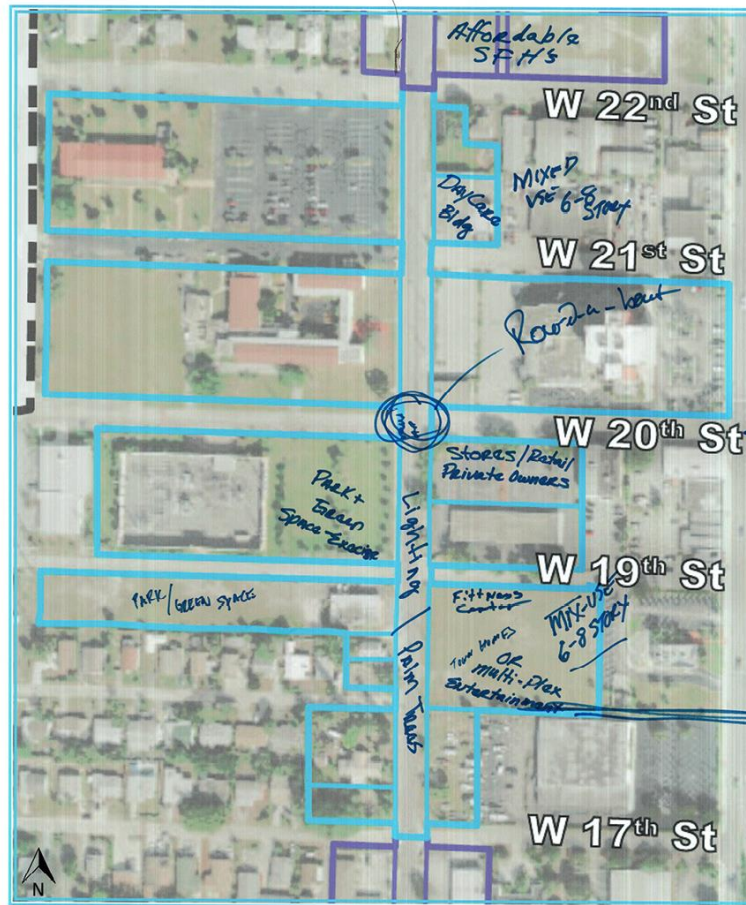 Affordable
SFH's
W 22nd St
DayCare
Bldg
MIXED
USE 6-8
STORY
W 21st St
Round-a-bout
W 20th St
Stores/Retail/
Private Owners
Park +
Green
Space-Exercise
Lighting / Palm Trees
W 19th St
PARK/GREEN SPACE
Fittness
Center
MIX-USE
6-8 STORY
TOWN HOMES
OR
Multi-Plex
Entertainment
W 17th St
N